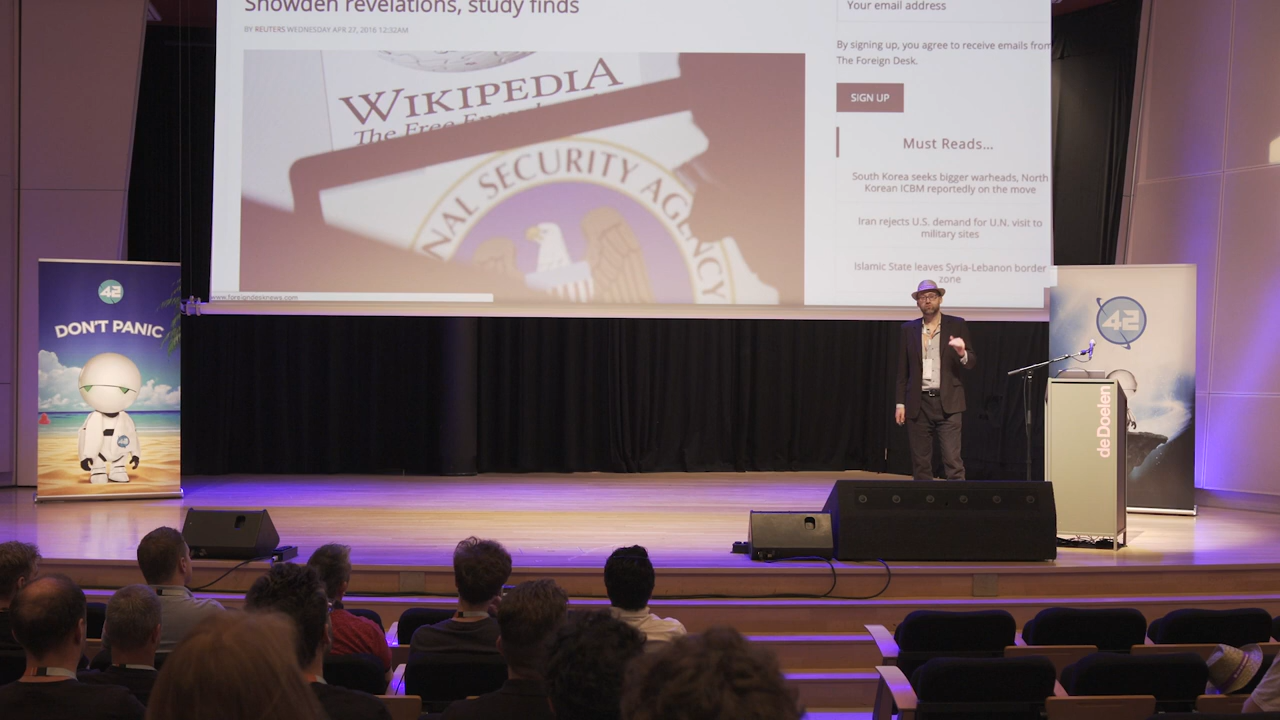 Snowden revelations, study finds
BY REUTERS WEDNESDAY APR 27, 2016 12:32AM
WIKIPEDIA
The Free
NAL SECURITY AGENCY
www.foreigndesknews.com
Your email address
By signing up, you agree to receive emails from
The Foreign Desk.
SIGN UP
Must Reads...
South Korea seeks bigger warheads, North
Korean ICBM reportedly on the move
Iran rejects U.S. demand for U.N. visit to
military sites
Islamic State leaves Syria-Lebanon border
zone
42
DON'T PANIC
42
42
de Doelen